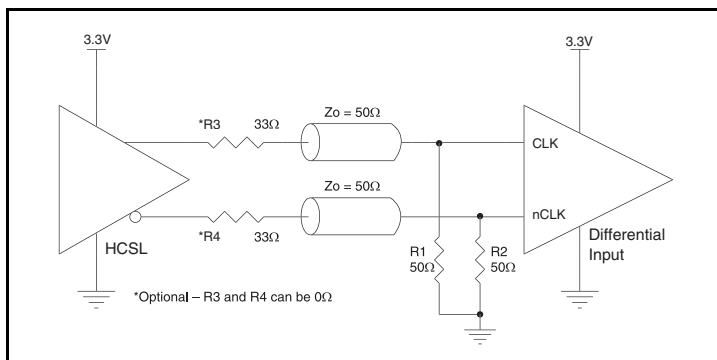 3.3V
3.3V
*R3
33Ω
Zo = 50Ω
CLK
Zo = 50Ω
nCLK
HCSL
*R4
33Ω
R1
50Ω
R2
50Ω
Differential
Input
*Optional – R3 and R4 can be 0Ω